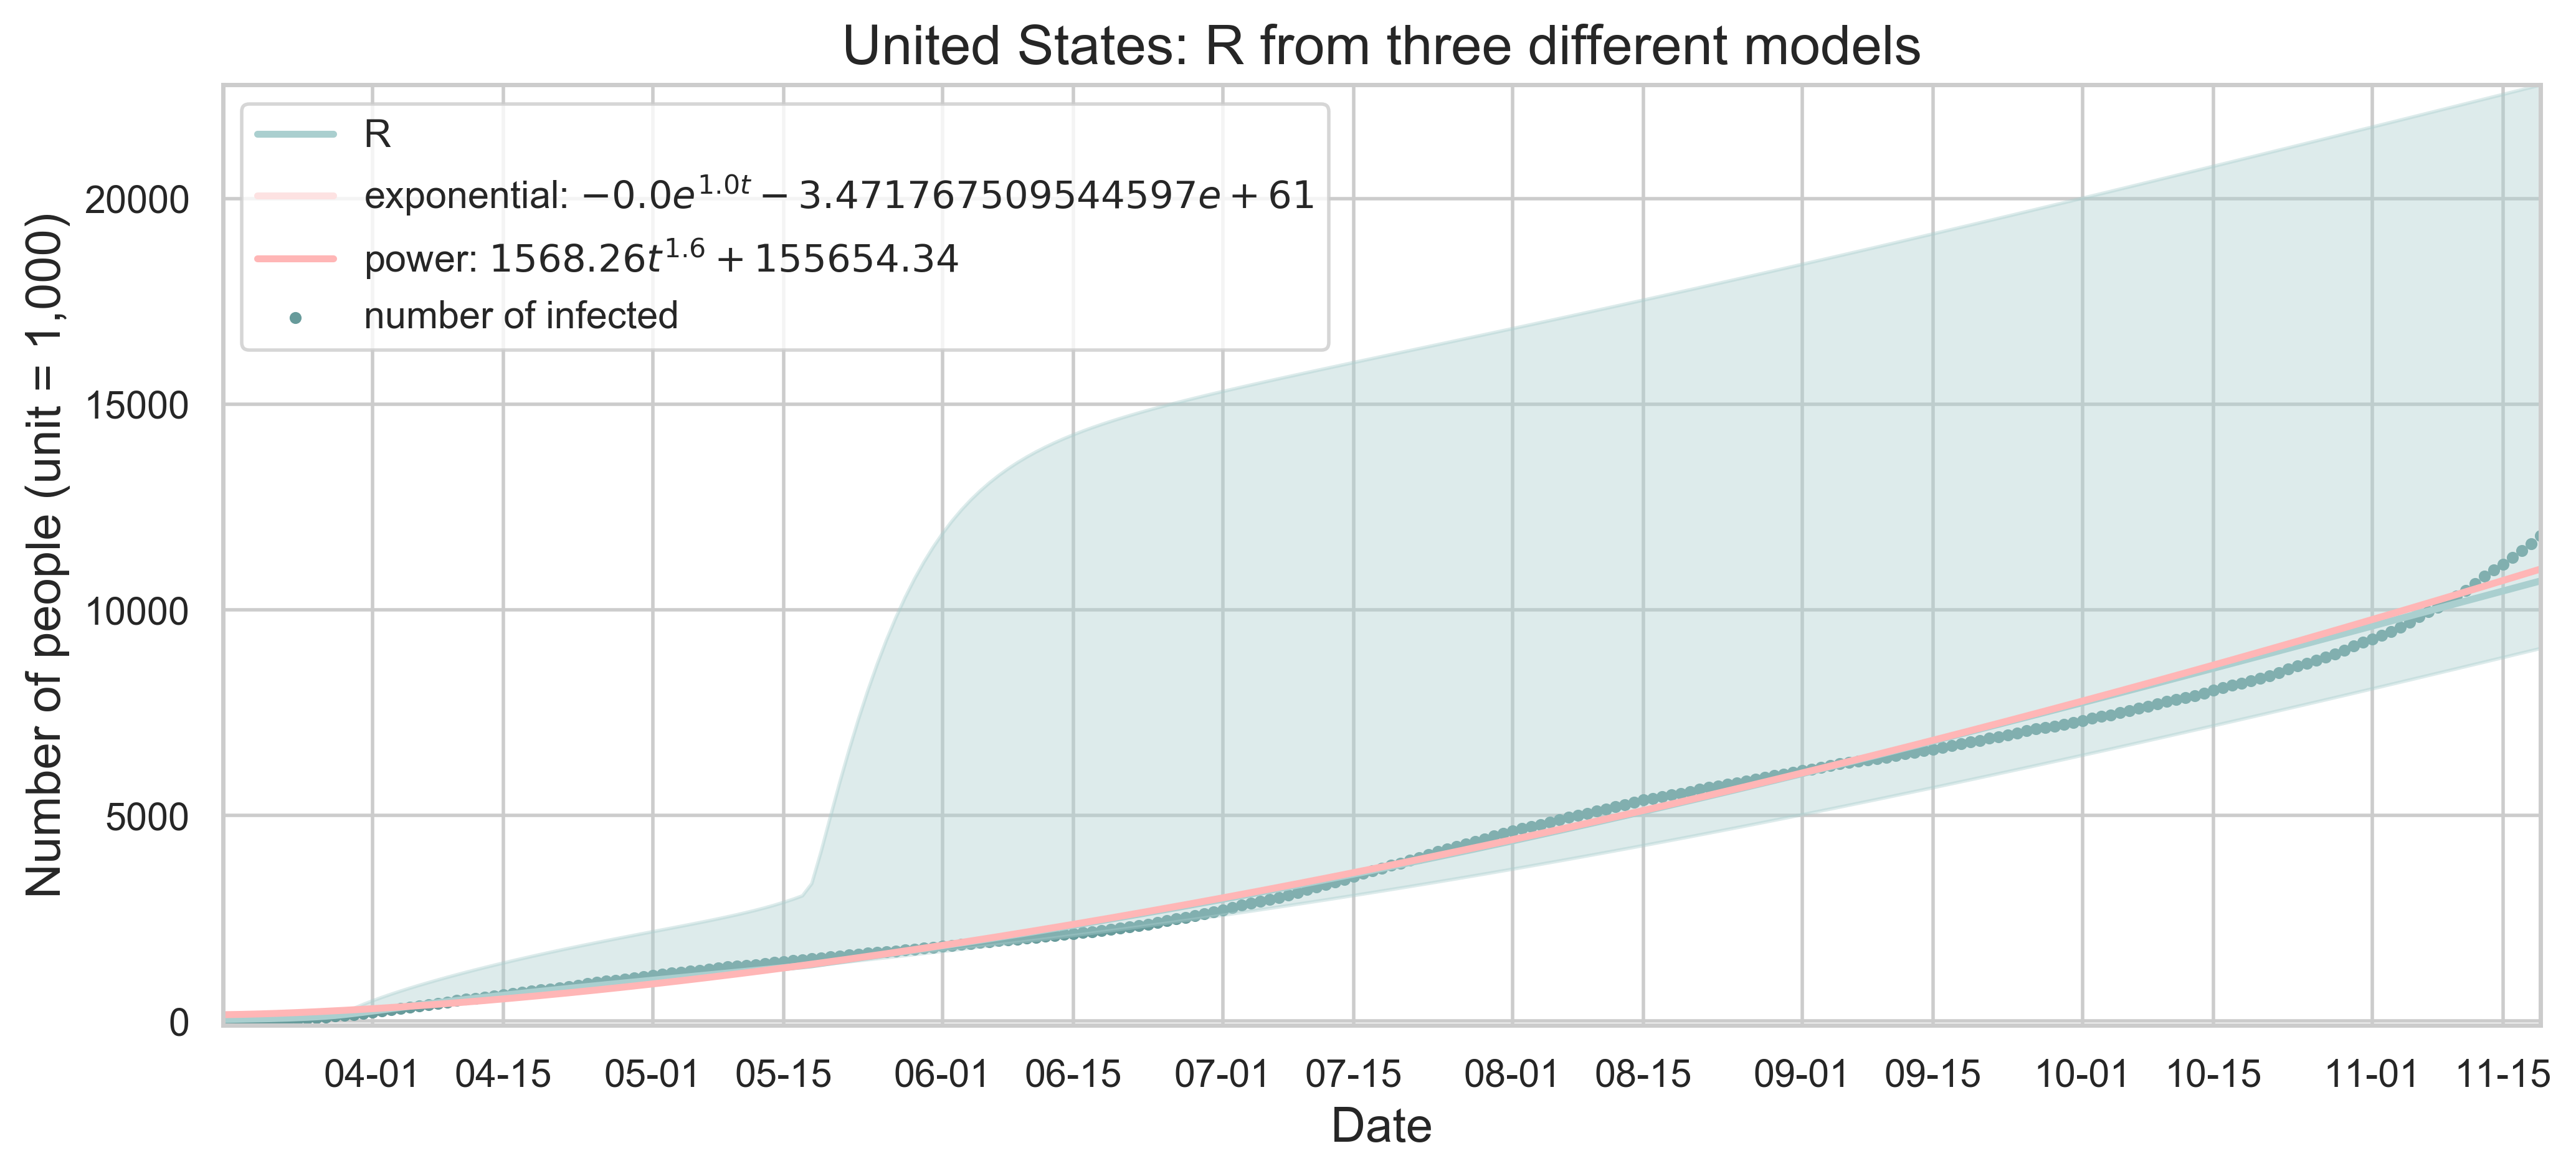 United States: R from three different models
R
exponential: −0.0e^1.0t − 3.4717675095445​97e + 61
power: 1568.26t^1.6 + 155654.34
number of infected
Number of people (unit = 1,000)
20000
15000
10000
5000
0
04-01 04-15 05-01 05-15 06-01 06-15 07-01 07-15 08-01 08-15 09-01 09-15 10-01 10-15 11-01 11-15
Date